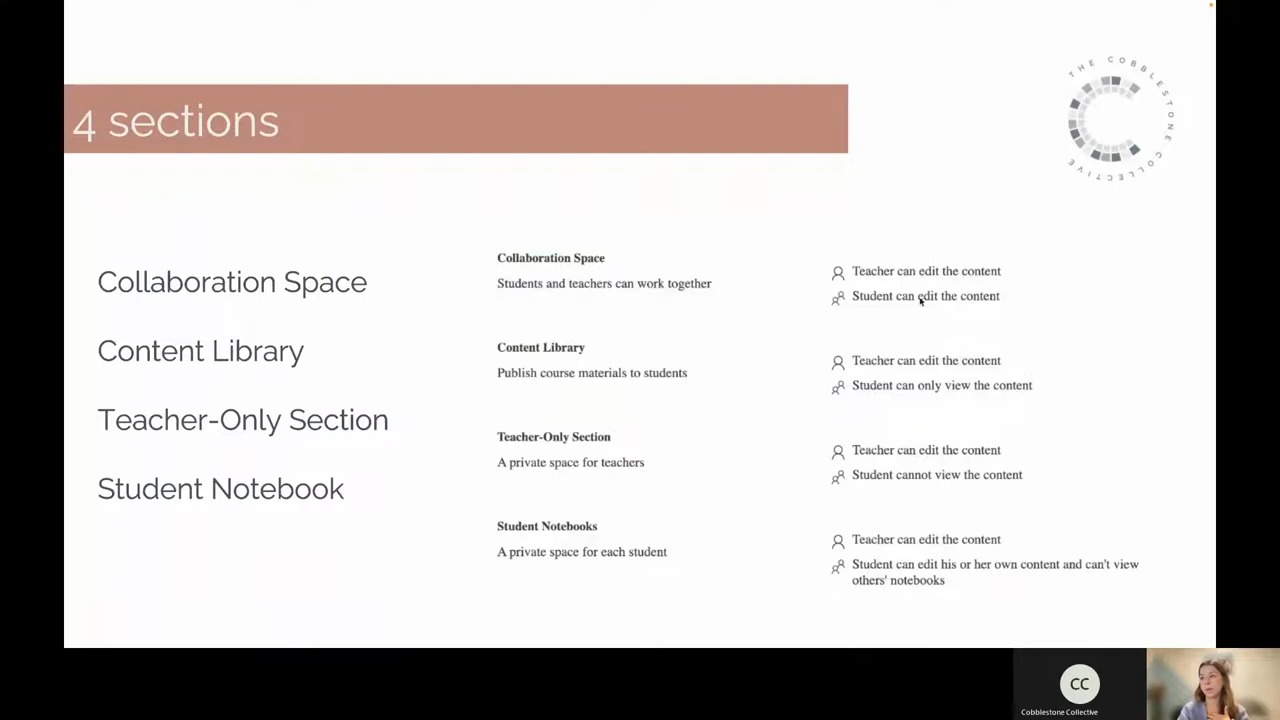 4 sections
THE COBBLESTONE COLLECTIVE
Collaboration Space
Content Library
Teacher-Only Section
Student Notebook
Collaboration Space
Students and teachers can work together
Teacher can edit the content
Student can edit the content
Content Library
Publish course materials to students
Teacher can edit the content
Student can only view the content
Teacher-Only Section
A private space for teachers
Teacher can edit the content
Student cannot view the content
Student Notebooks
A private space for each student
Teacher can edit the content
Student can edit his or her own content and can't view
others' notebooks
CC
Cobblestone Collective